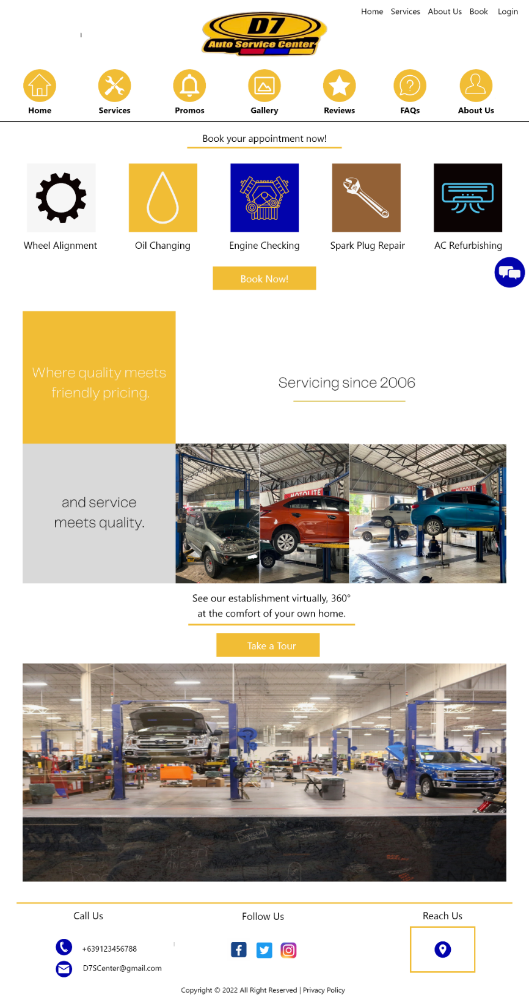 Home Services About Us Book Login
D7
Auto Service Center
Home Services Promos Gallery Reviews FAQs About Us
Book your appointment now!
Wheel Alignment Oil Changing Engine Checking Spark Plug Repair AC Refurbishing
Book Now!
Where quality meets
friendly pricing.
Servicing since 2006
and service
meets quality.
MOTOLITE
MOTOLITE
ROTARY LIFT
See our establishment virtually, 360°
at the comfort of your own home.
Take a Tour
Call Us Follow Us Reach Us
+639123456788
D7SCenter@gmail.com
Copyright © 2022 All Right Reserved | Privacy Policy